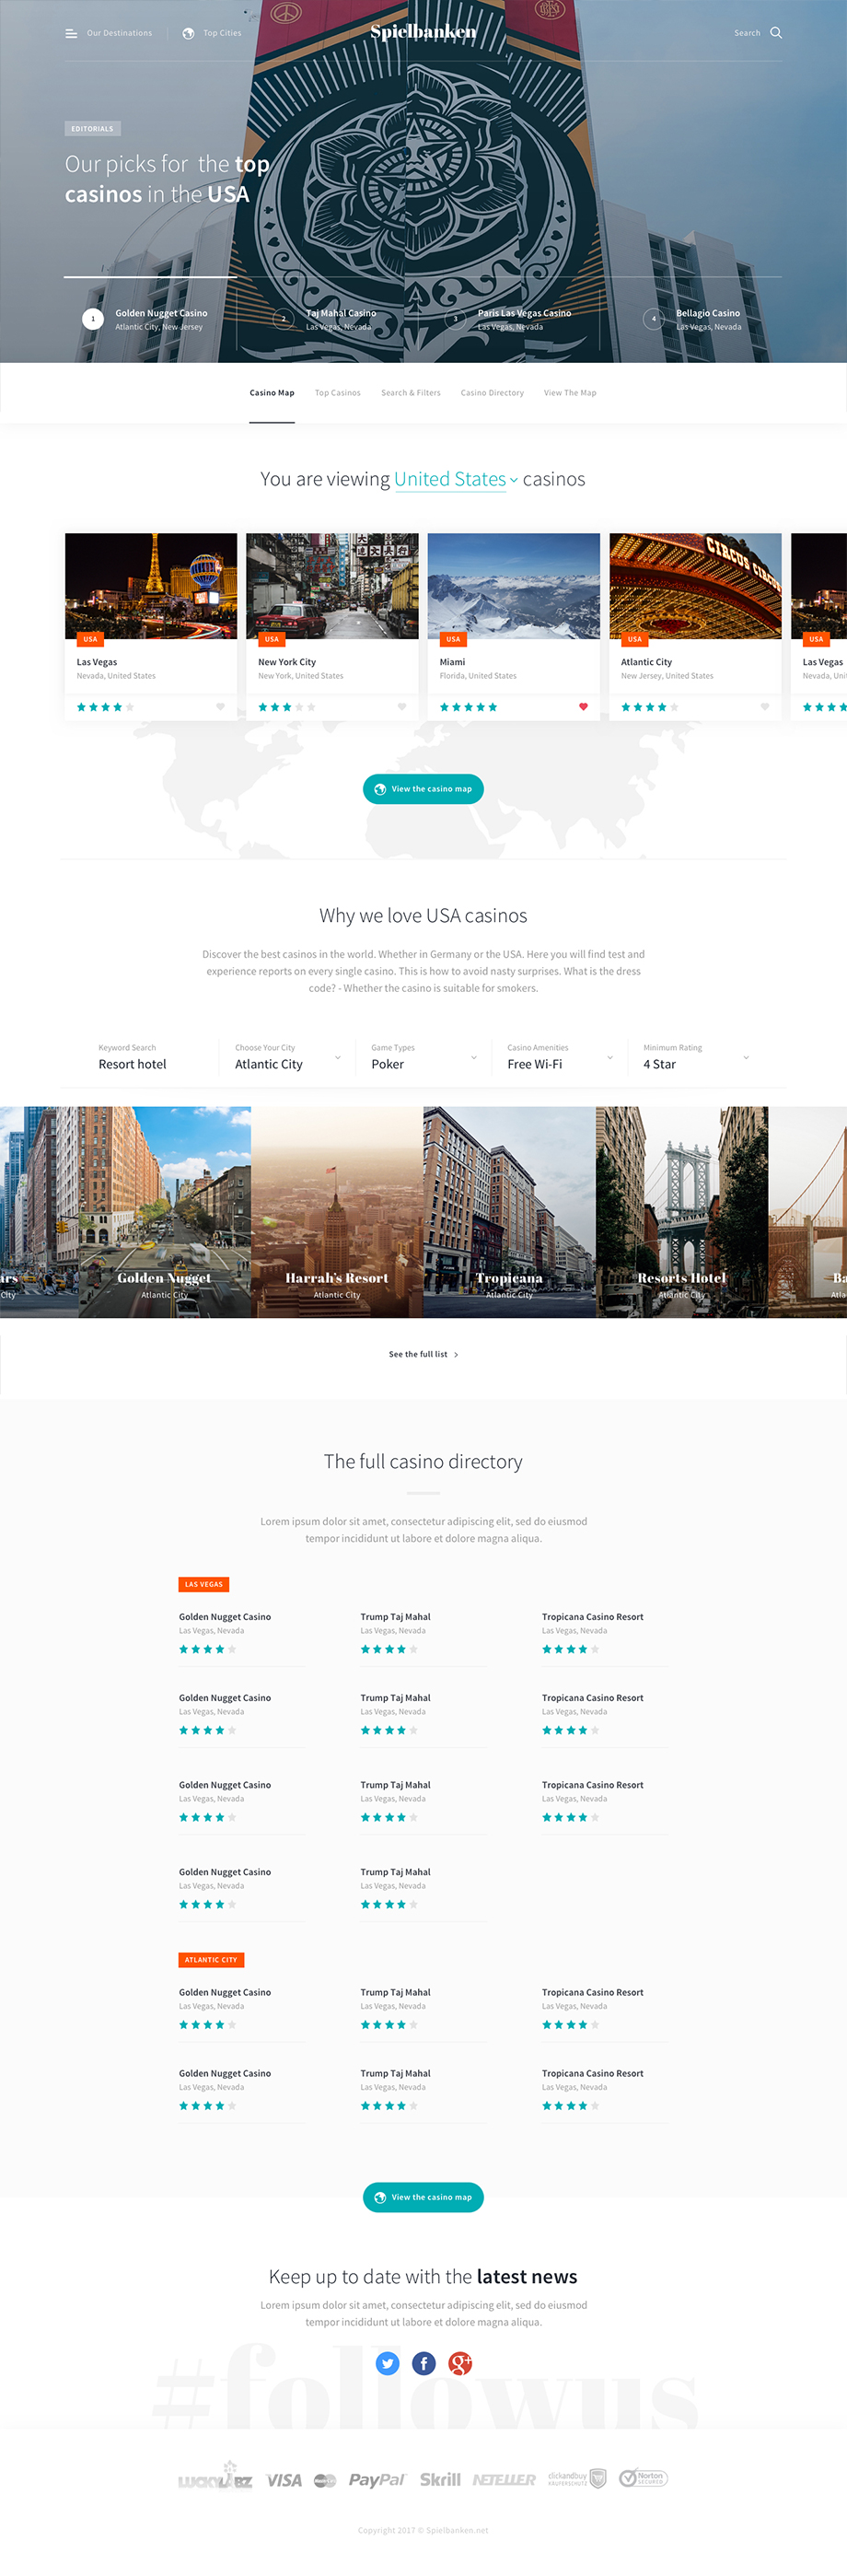 Our Destinations
Top Cities
Spielbanken
Search
EDITORIALS
Our picks for the top
casinos in the USA
1
Golden Nugget Casino
Atlantic City, New Jersey
2
Taj Mahal Casino
Las Vegas, Nevada
3
Paris Las Vegas Casino
Las Vegas, Nevada
4
Bellagio Casino
Las Vegas, Nevada
Casino Map
Top Casinos
Search & Filters
Casino Directory
View The Map
You are viewing United States casinos
CIRCUS CIRCUS
USA
Las Vegas
Nevada, United States
USA
New York City
New York, United States
USA
Miami
Florida, United States
USA
Atlantic City
New Jersey, United States
USA
Las Vegas
Nevada, Uni
View the casino map
Why we love USA casinos
Discover the best casinos in the world. Whether in Germany or the USA. Here you will find test and
experience reports on every single casino. This is how to avoid nasty surprises. What is the dress
code? - Whether the casino is suitable for smokers.
Keyword Search
Resort hotel
Choose Your City
Atlantic City
Game Types
Poker
Casino Amenities
Free Wi-Fi
Minimum Rating
4 Star
ars
City
Golden Nugget
Atlantic City
Harrah's Resort
Atlantic City
Tropicana
Atlantic City
Resorts Hotel
Atlantic City
Ba
Atla
See the full list
The full casino directory
Lorem ipsum dolor sit amet, consectetur adipiscing elit, sed do eiusmod
tempor incididunt ut labore et dolore magna aliqua.
LAS VEGAS
Golden Nugget Casino
Las Vegas, Nevada
Trump Taj Mahal
Las Vegas, Nevada
Tropicana Casino Resort
Las Vegas, Nevada
Golden Nugget Casino
Las Vegas, Nevada
Trump Taj Mahal
Las Vegas, Nevada
Tropicana Casino Resort
Las Vegas, Nevada
Golden Nugget Casino
Las Vegas, Nevada
Trump Taj Mahal
Las Vegas, Nevada
Tropicana Casino Resort
Las Vegas, Nevada
Golden Nugget Casino
Las Vegas, Nevada
Trump Taj Mahal
Las Vegas, Nevada
ATLANTIC CITY
Golden Nugget Casino
Las Vegas, Nevada
Trump Taj Mahal
Las Vegas, Nevada
Tropicana Casino Resort
Las Vegas, Nevada
Golden Nugget Casino
Las Vegas, Nevada
Trump Taj Mahal
Las Vegas, Nevada
Tropicana Casino Resort
Las Vegas, Nevada
View the casino map
Keep up to date with the latest news
Lorem ipsum dolor sit amet, consectetur adipiscing elit, sed do eiusmod
tempor incididunt ut labore et dolore magna aliqua.
f
g+
#followus
LUCKYLABZ
VISA
MasterCard
PayPal
Skrill
NETELLER
clickandbuy
KÄUFERSCHUTZ
Norton
SECURED
Copyright 2017 © Spielbanken.net